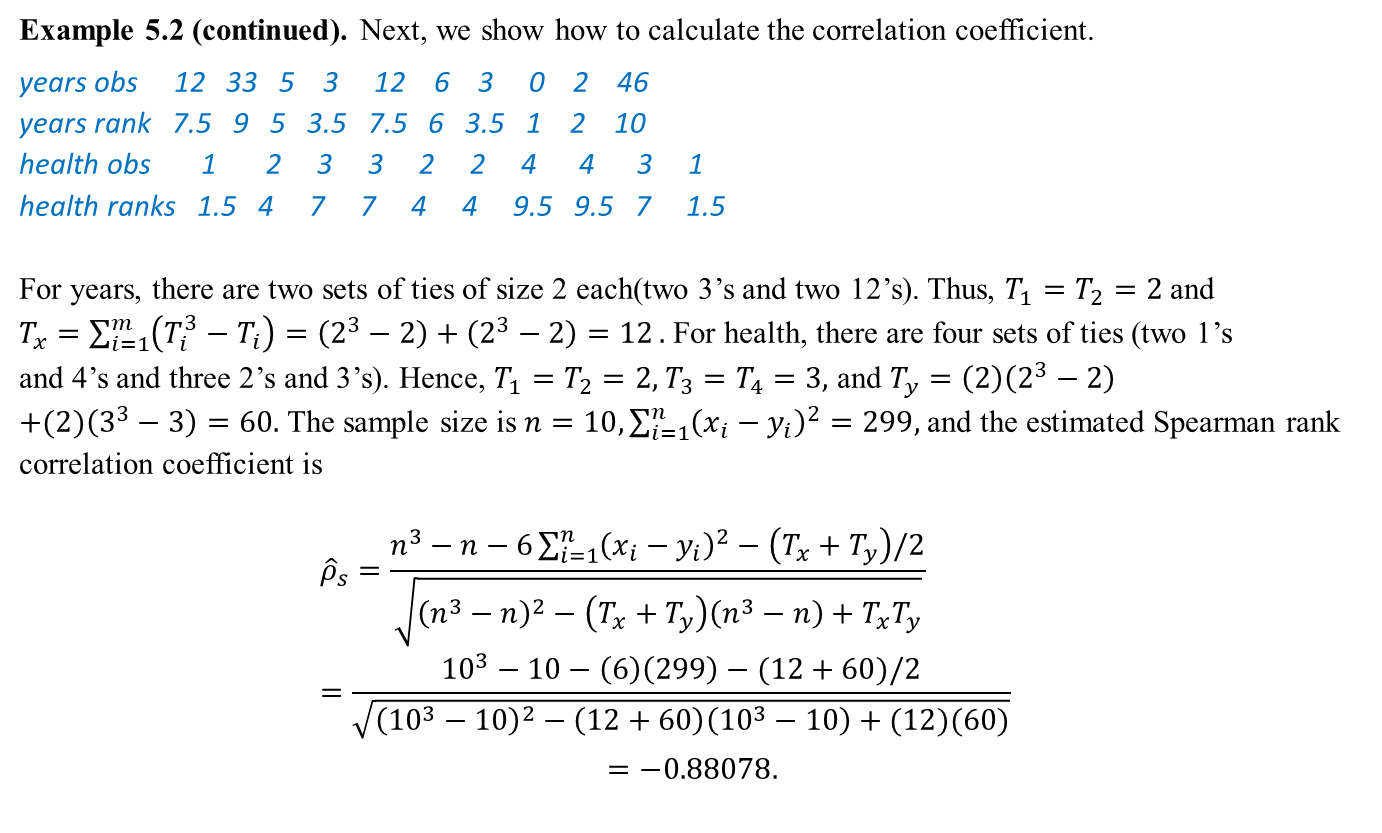 Example 5.2 (continued). Next, we show how to calculate the correlation coefficient.
years obs 12 33 5 3 12 6 3 0 2 46
years rank 7.5 9 5 3.5 7.5 6 3.5 1 2 10
health obs 1 2 3 3 2 2 4 4 3 1
health ranks 1.5 4 7 7 4 4 9.5 9.5 7 1.5
For years, there are two sets of ties of size 2 each(two 3’s and two 12’s). Thus, T₁ = T₂ = 2 and
Tₓ = ∑ᵢ₌₁ᵐ(Tᵢ³ − Tᵢ) = (2³ − 2) + (2³ − 2) = 12 . For health, there are four sets of ties (two 1’s
and 4’s and three 2’s and 3’s). Hence, T₁ = T₂ = 2, T₃ = T₄ = 3, and T_y = (2)(2³ − 2)
+(2)(3³ − 3) = 60. The sample size is n = 10, ∑ᵢ₌₁ⁿ(xᵢ − yᵢ)² = 299, and the estimated Spearman rank
correlation coefficient is
ρ̂ₛ = (n³ − n − 6 ∑ᵢ₌₁ⁿ(xᵢ − yᵢ)² − (Tₓ + T_y)/2) / √((n³ − n)² − (Tₓ + T_y)(n³ − n) + TₓT_y)
= (10³ − 10 − (6)(299) − (12 + 60)/2) / √((10³ − 10)² − (12 + 60)(10³ − 10) + (12)(60))
= −0.88078.